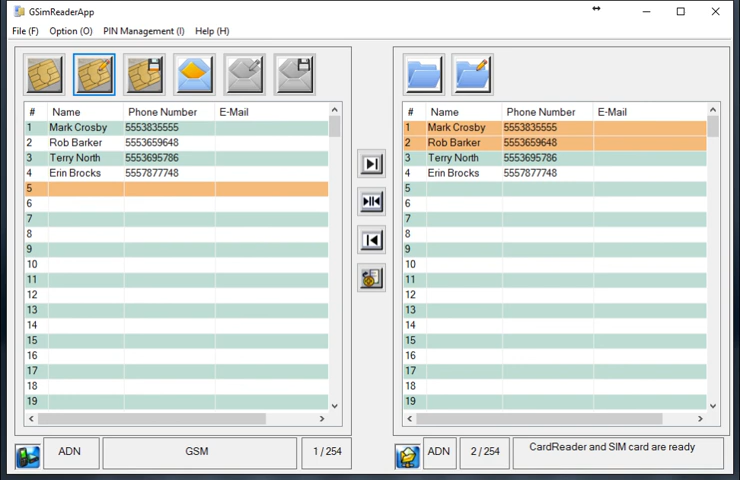 GSimReaderApp
File (F) Option (O) PIN Management (I) Help (H)
# Name Phone Number E-Mail
1 Mark Crosby 5553835555
2 Rob Barker 5553659648
3 Terry North 5553695786
4 Erin Brocks 5557877748
5
6
7
8
9
10
11
12
13
14
15
16
17
18
19
ADN GSM 1 / 254
# Name Phone Number E-Mail
1 Mark Crosby 5553835555
2 Rob Barker 5553659648
3 Terry North 5553695786
4 Erin Brocks 5557877748
5
6
7
8
9
10
11
12
13
14
15
16
17
18
19
ADN 2 / 254 CardReader and SIM card are ready